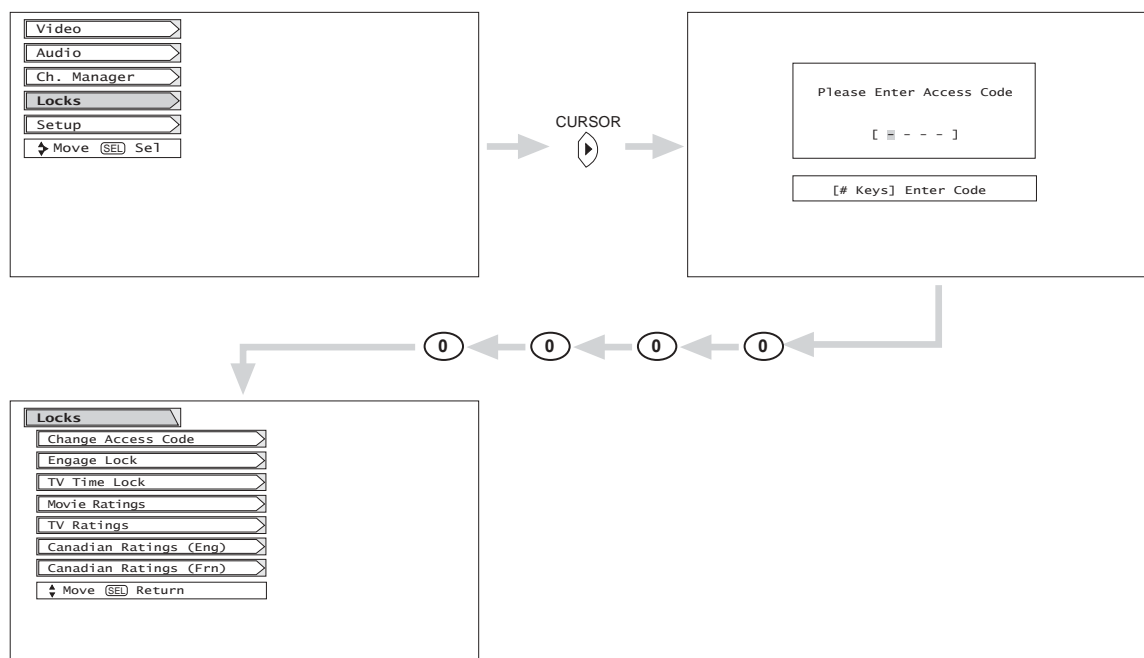 Video
Audio
Ch. Manager
Locks
Setup
Move SEL Sel
CURSOR
Please Enter Access Code
[ - - - - ]
[# Keys] Enter Code
0 0 0 0
Locks
Change Access Code
Engage Lock
TV Time Lock
Movie Ratings
TV Ratings
Canadian Ratings (Eng)
Canadian Ratings (Frn)
Move SEL Return